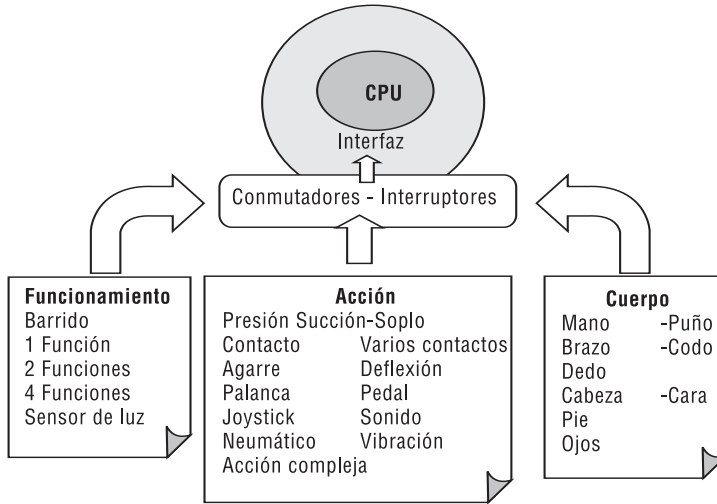 CPU
Interfaz
Conmutadores - Interruptores
Funcionamiento
Barrido
1 Función
2 Funciones
4 Funciones
Sensor de luz
Acción
Presión Succión-Soplo
Contacto Varios contactos
Agarre Deflexión
Palanca Pedal
Joystick Sonido
Neumático Vibración
Acción compleja
Cuerpo
Mano -Puño
Brazo -Codo
Dedo
Cabeza -Cara
Pie
Ojos